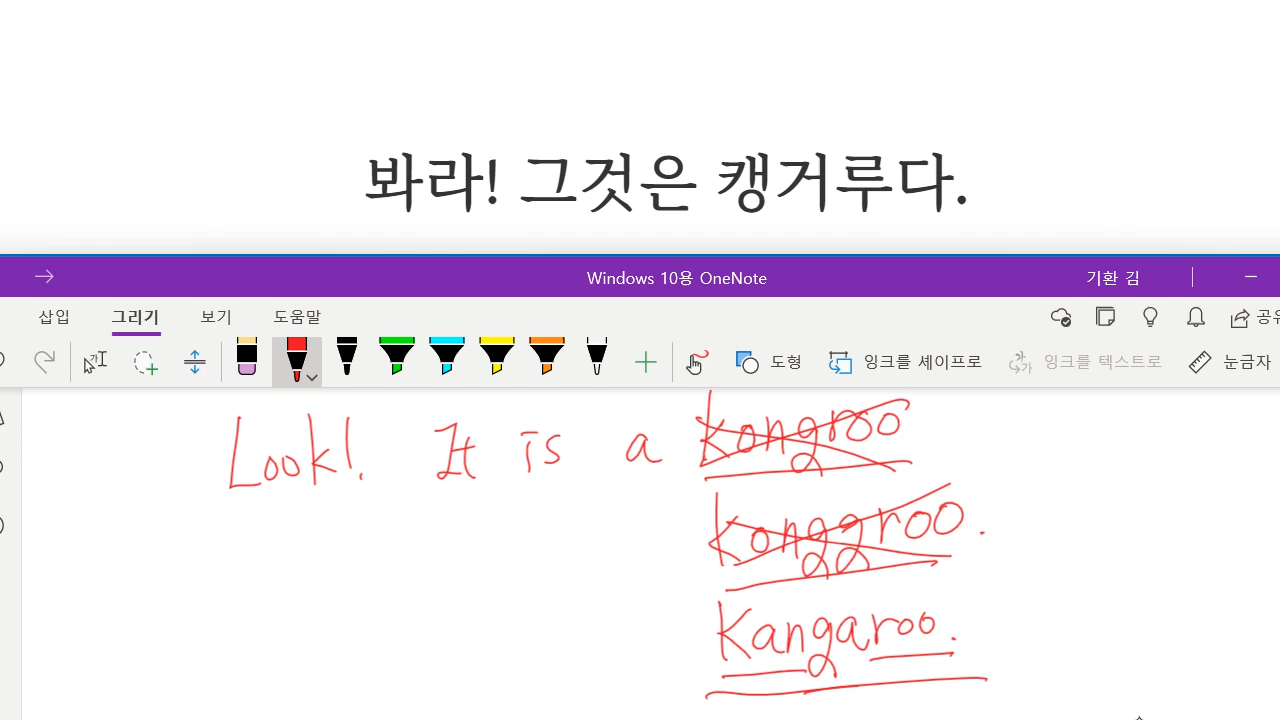 봐라! 그것은 캥거루다.
Windows 10용 OneNote 기환 김
삽입 그리기 보기 도움말 공유
도형 잉크를 셰이프로 잉크를 텍스트로 눈금자
Look!. It is a kongroo
konggroo.
Kangaroo.